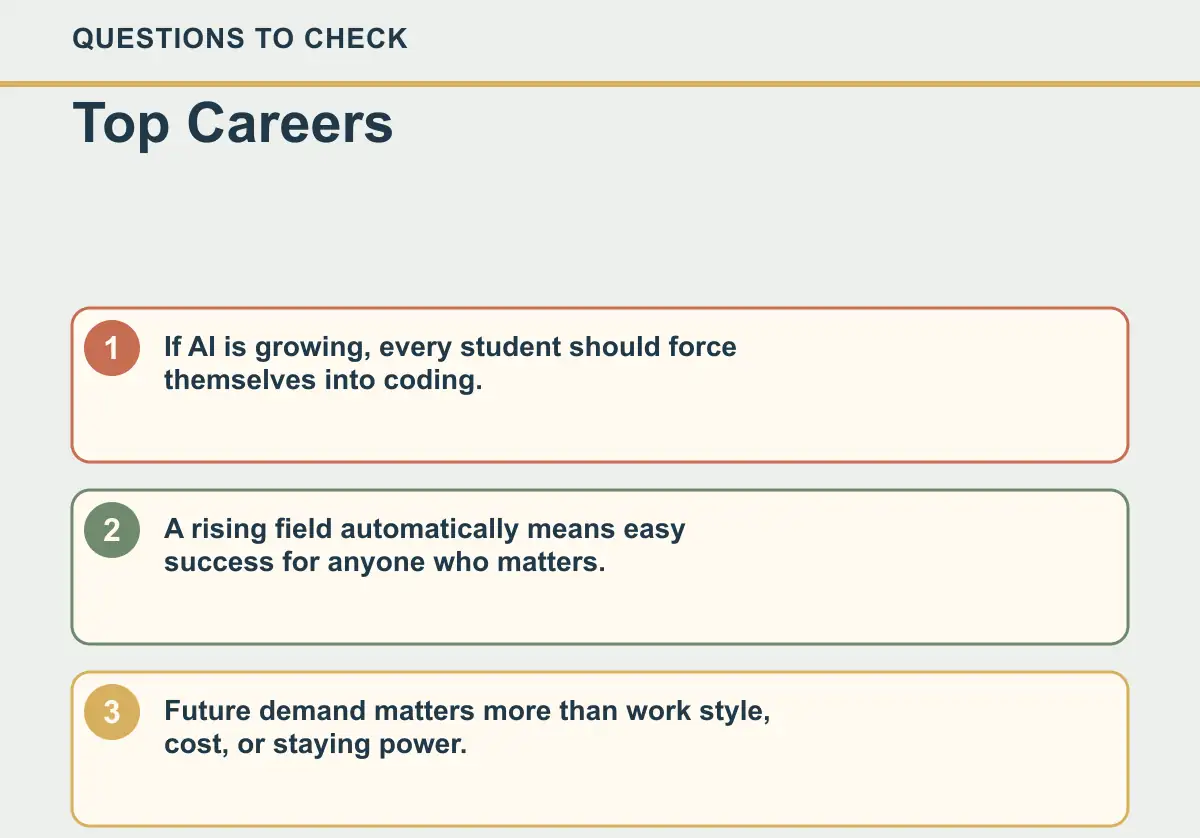 QUESTIONS TO CHECK
Top Careers
1
If AI is growing, every student should force
themselves into coding.
2
A rising field automatically means easy
success for anyone who matters.
3
Future demand matters more than work style,
cost, or staying power.